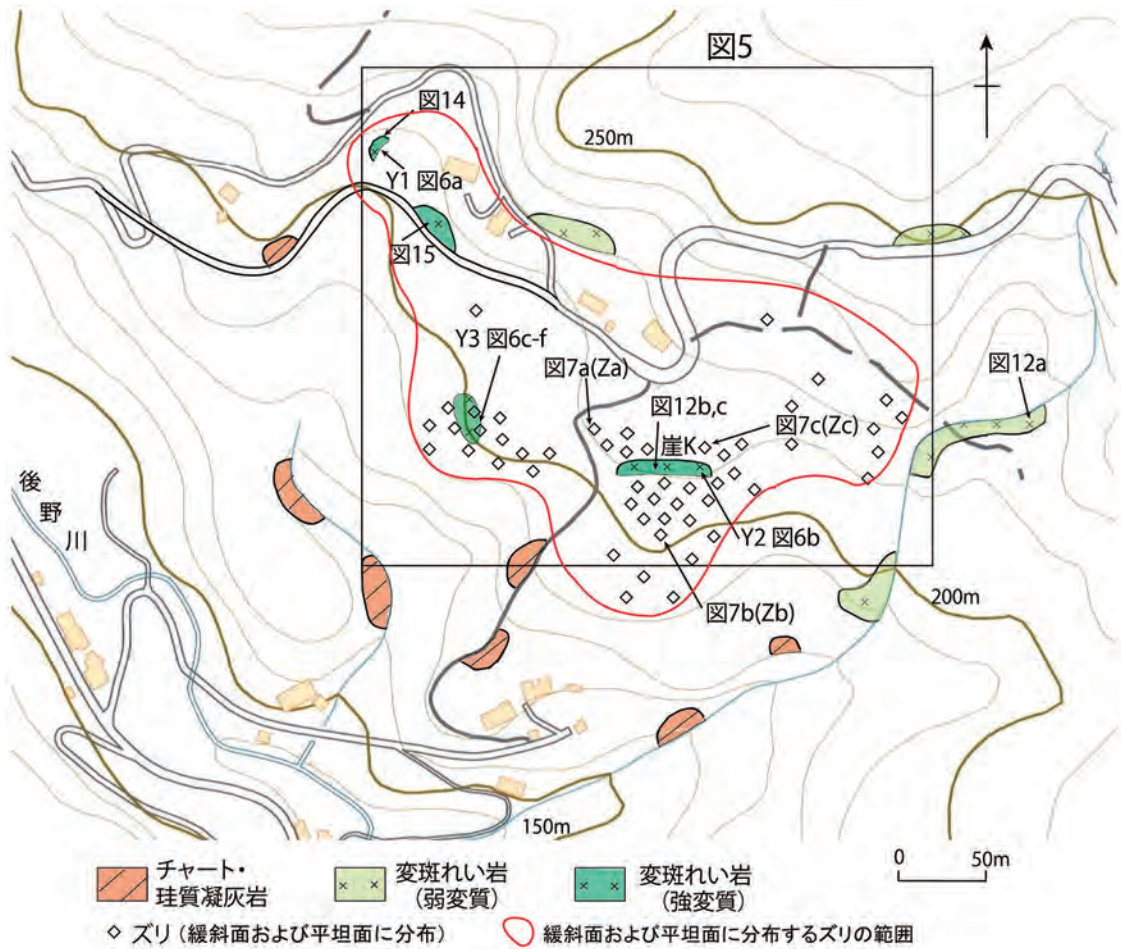 図5
図14
250m
Y1 図6a
図15
Y3 図6c-f
図7a(Za)
図12a
図12b,c
図7c(Zc)
崖K
後野川
Y2 図6b
200m
図7b(Zb)
150m
0 50m
チャート・
珪質凝灰岩
変斑れい岩
(弱変質)
変斑れい岩
(強変質)
ズリ(緩斜面および平坦面に分布)
緩斜面および平坦面に分布するズリの範囲